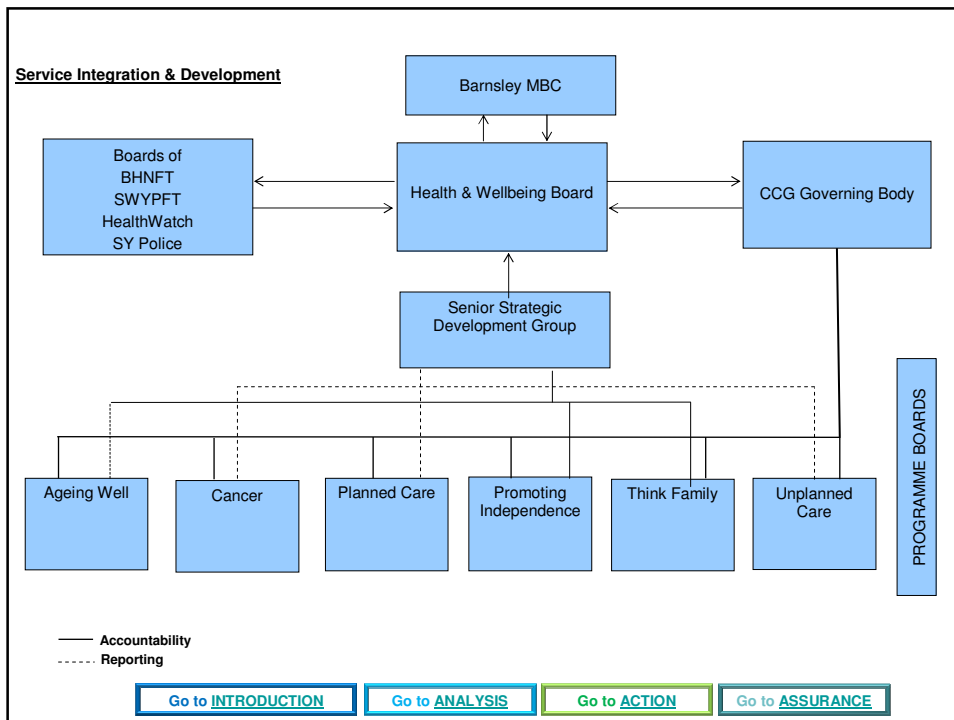 Service Integration & Development
Barnsley MBC
Boards of
BHNFT
SWYPFT
HealthWatch
SY Police
Health & Wellbeing Board
CCG Governing Body
Senior Strategic
Development Group
PROGRAMME BOARDS
Ageing Well
Cancer
Planned Care
Promoting
Independence
Think Family
Unplanned
Care
Accountability
Reporting
Go to INTRODUCTION
Go to ANALYSIS
Go to ACTION
Go to ASSURANCE